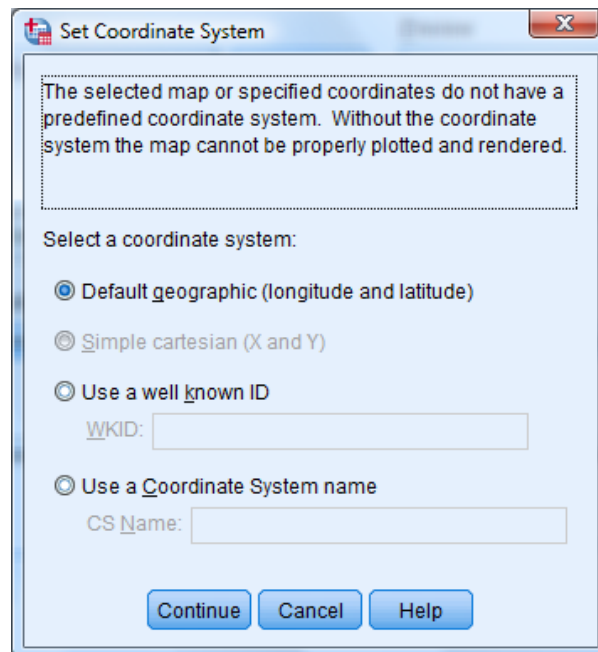 Set Coordinate System
The selected map or specified coordinates do not have a
predefined coordinate system. Without the coordinate
system the map cannot be properly plotted and rendered.
Select a coordinate system:
Default geographic (longitude and latitude)
Simple cartesian (X and Y)
Use a well known ID
WKID:
Use a Coordinate System name
CS Name:
Continue Cancel Help